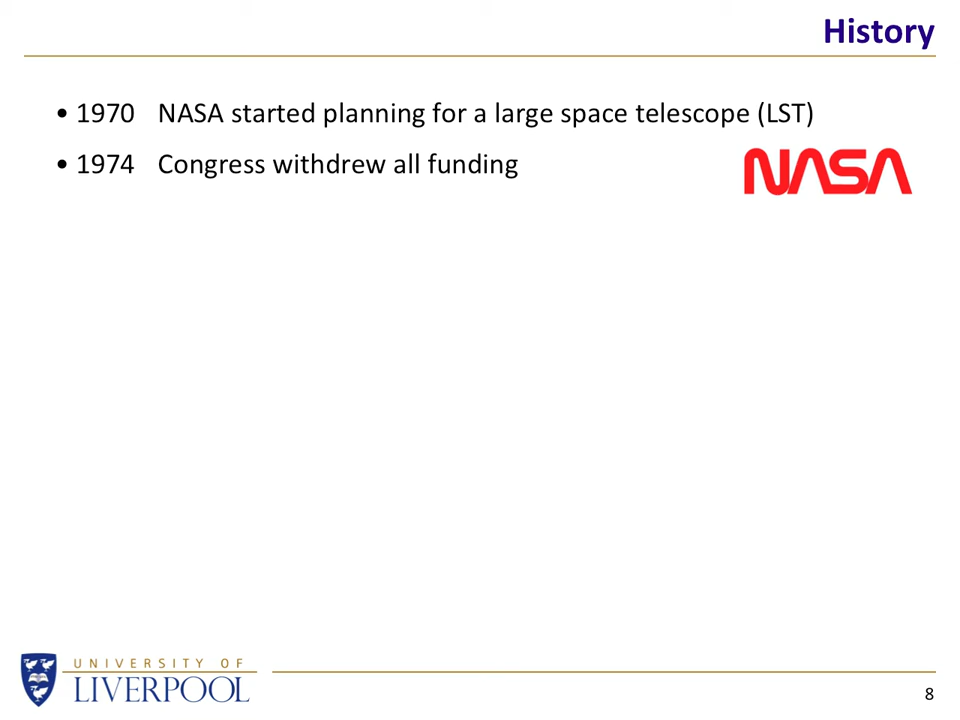 History
• 1970 NASA started planning for a large space telescope (LST)
• 1974 Congress withdrew all funding
NASA
UNIVERSITY OF
LIVERPOOL
8